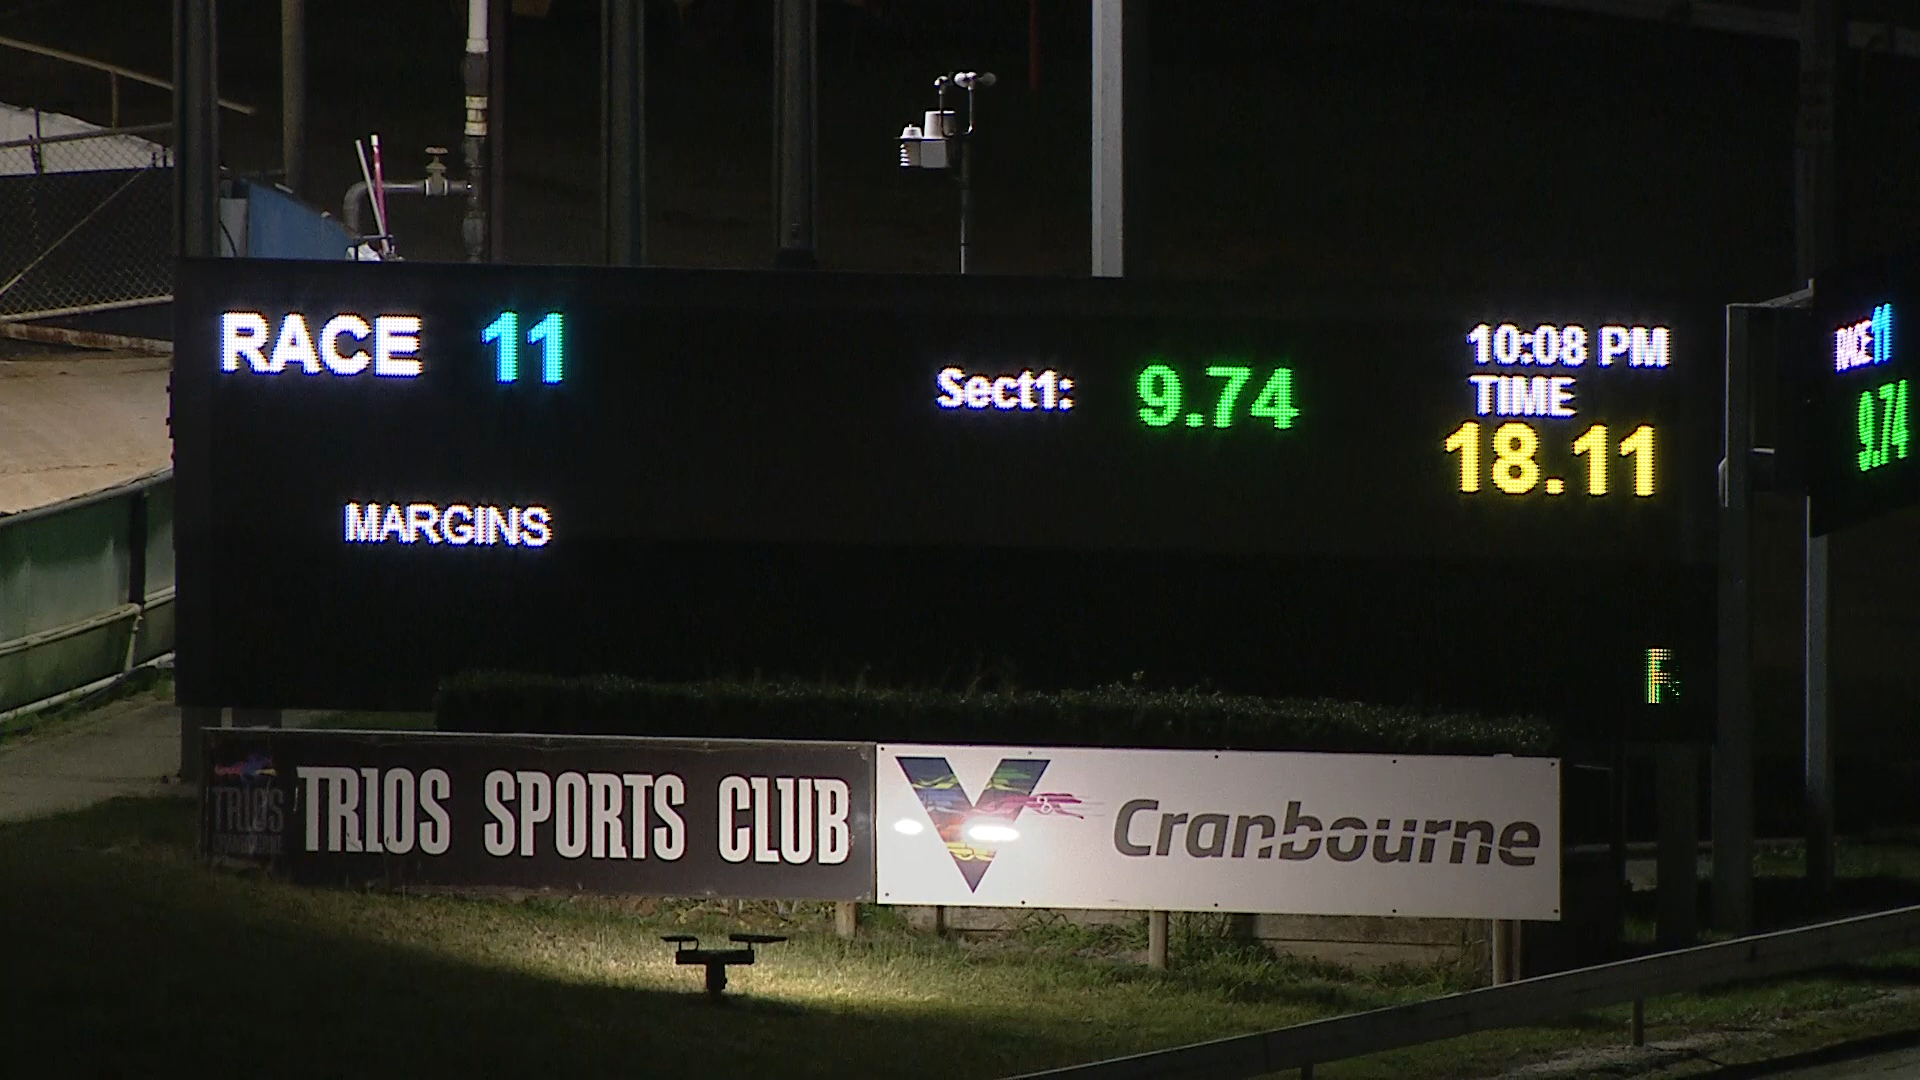 RACE 11
Sect1: 9.74
10:08 PM
TIME
18.11
MARGINS
RACE 11
9.74
TRIOS
TRIOS SPORTS CLUB
Cranbourne